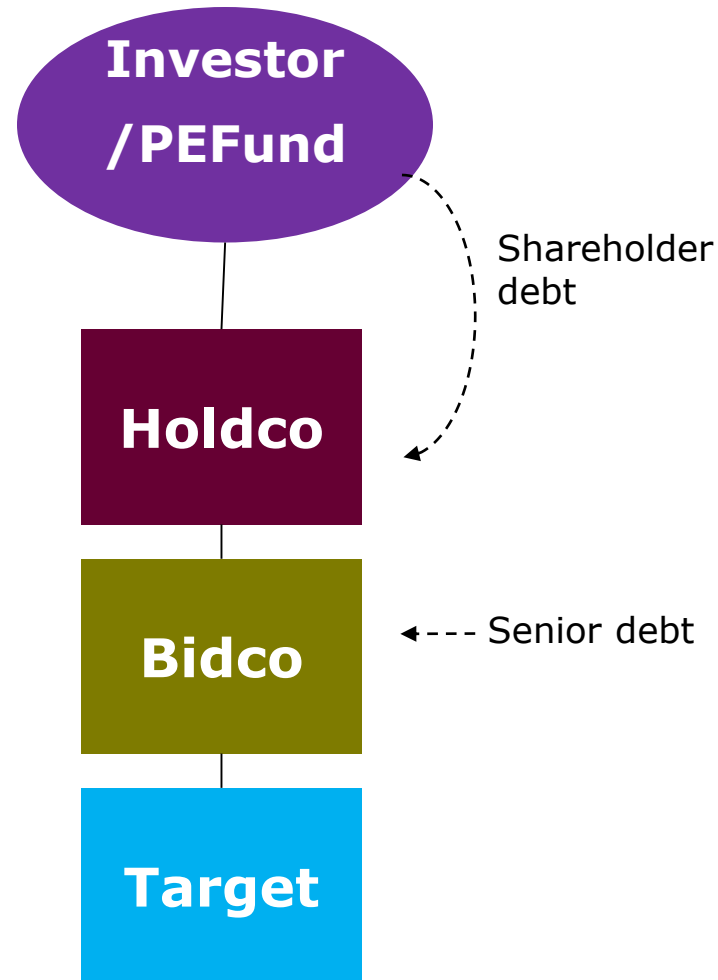 Investor
/PEFund
Shareholder
debt
Holdco
Senior debt
Bidco
Target